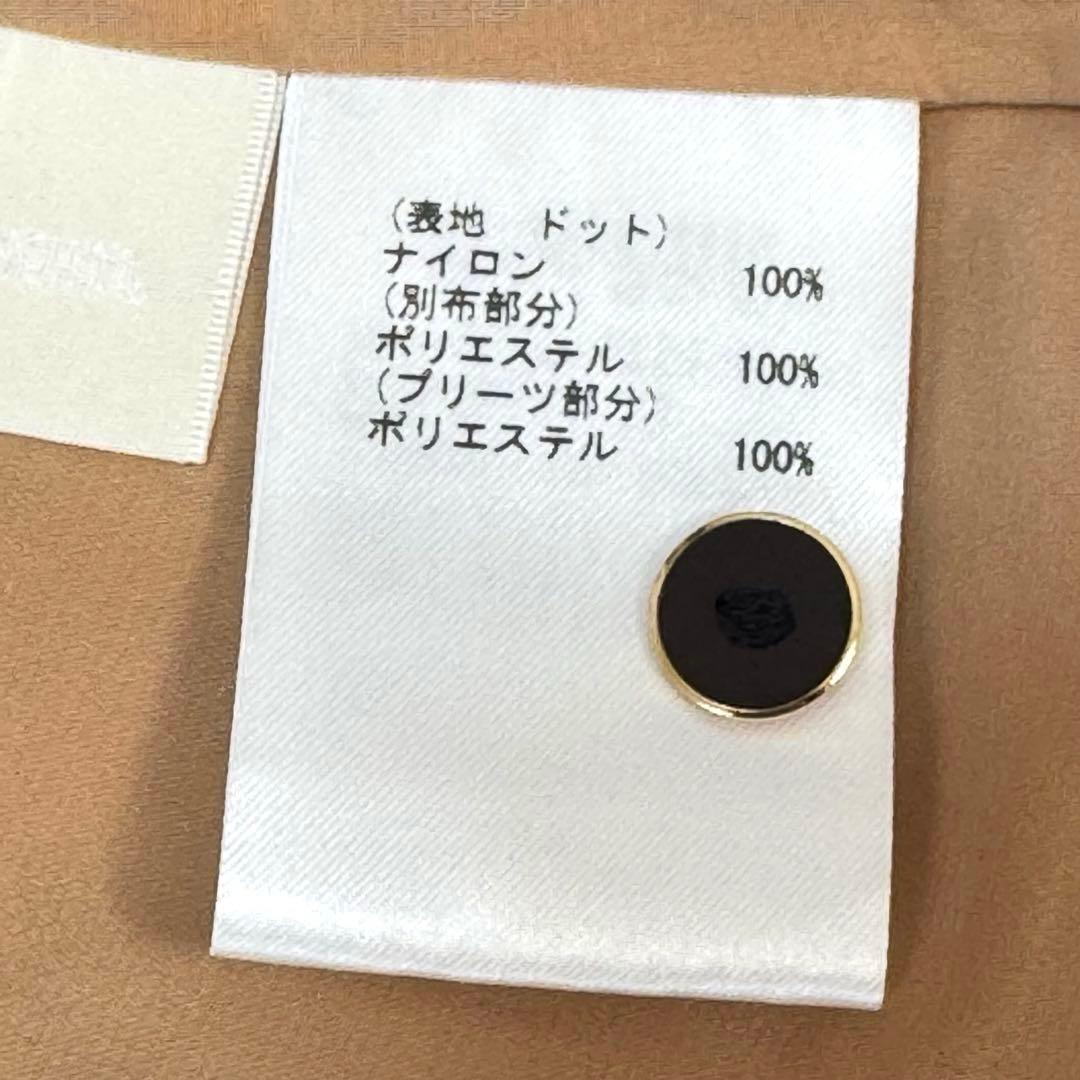 (表地　ドット)
ナイロン 100%
(別布部分)
ポリエステル 100%
(プリーツ部分)
ポリエステル 100%